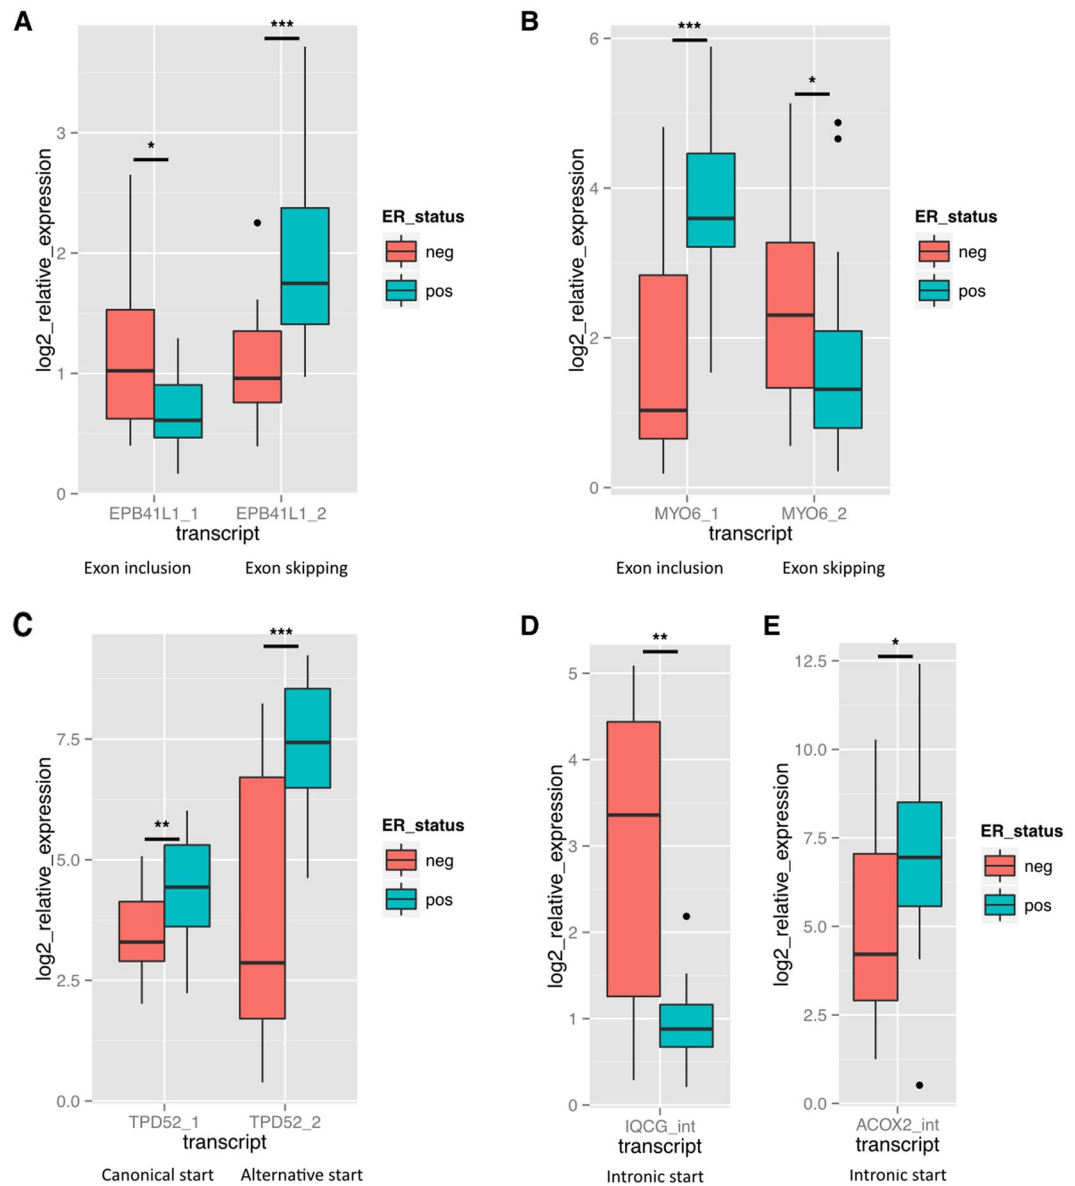 A
***
*
3
2
1
0
log2_relative_expression
EPB41L1_1 EPB41L1_2
transcript
Exon inclusion Exon skipping
ER_status
neg
pos
B
***
*
6
4
2
0
log2_relative_expression
MYO6_1 MYO6_2
transcript
Exon inclusion Exon skipping
ER_status
neg
pos
C
***
**
7.5
5.0
2.5
0.0
log2_relative_expression
TPD52_1 TPD52_2
transcript
Canonical start Alternative start
ER_status
neg
pos
D
**
5
4
3
2
1
0
log2_relative_expression
IQCG_int
transcript
Intronic start
E
*
12.5
10.0
7.5
5.0
2.5
0.0
log2_relative_expression
ACOX2_int
transcript
Intronic start
ER_status
neg
pos